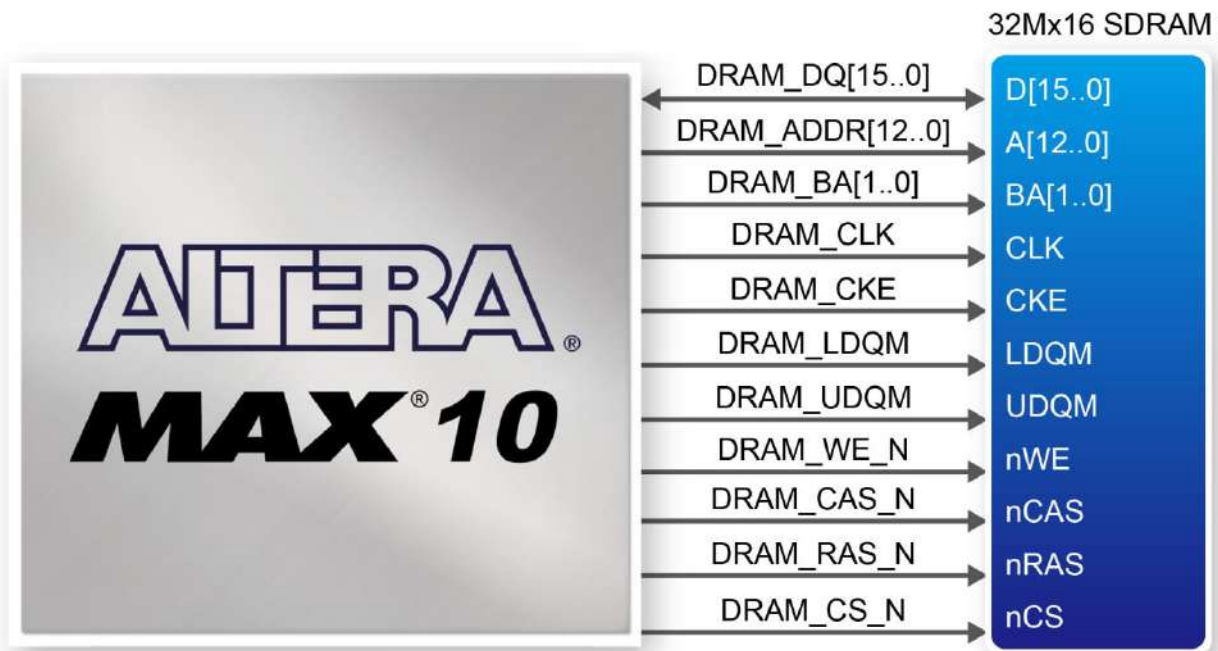 32Mx16 SDRAM
DRAM_DQ[15..0]
D[15..0]
DRAM_ADDR[12..0]
A[12..0]
DRAM_BA[1..0]
BA[1..0]
DRAM_CLK
CLK
DRAM_CKE
CKE
DRAM_LDQM
LDQM
DRAM_UDQM
UDQM
DRAM_WE_N
nWE
DRAM_CAS_N
nCAS
DRAM_RAS_N
nRAS
DRAM_CS_N
nCS
ALTERA®
MAX® 10